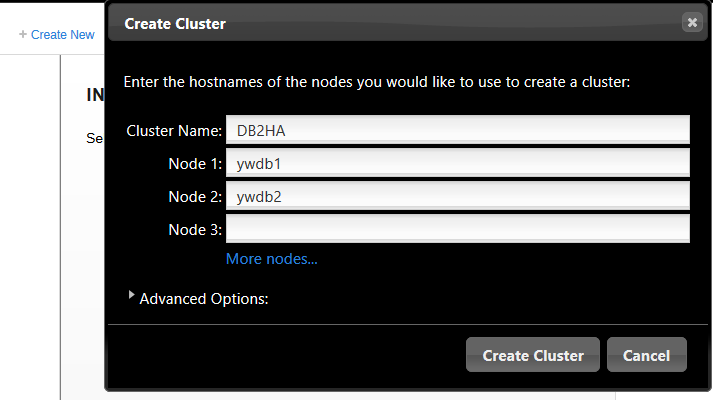 Create Cluster
+ Create New
IN
Enter the hostnames of the nodes you would like to use to create a cluster:
Se
Cluster Name: DB2HA
Node 1: ywdb1
Node 2: ywdb2
Node 3:
More nodes...
Advanced Options:
Create Cluster Cancel